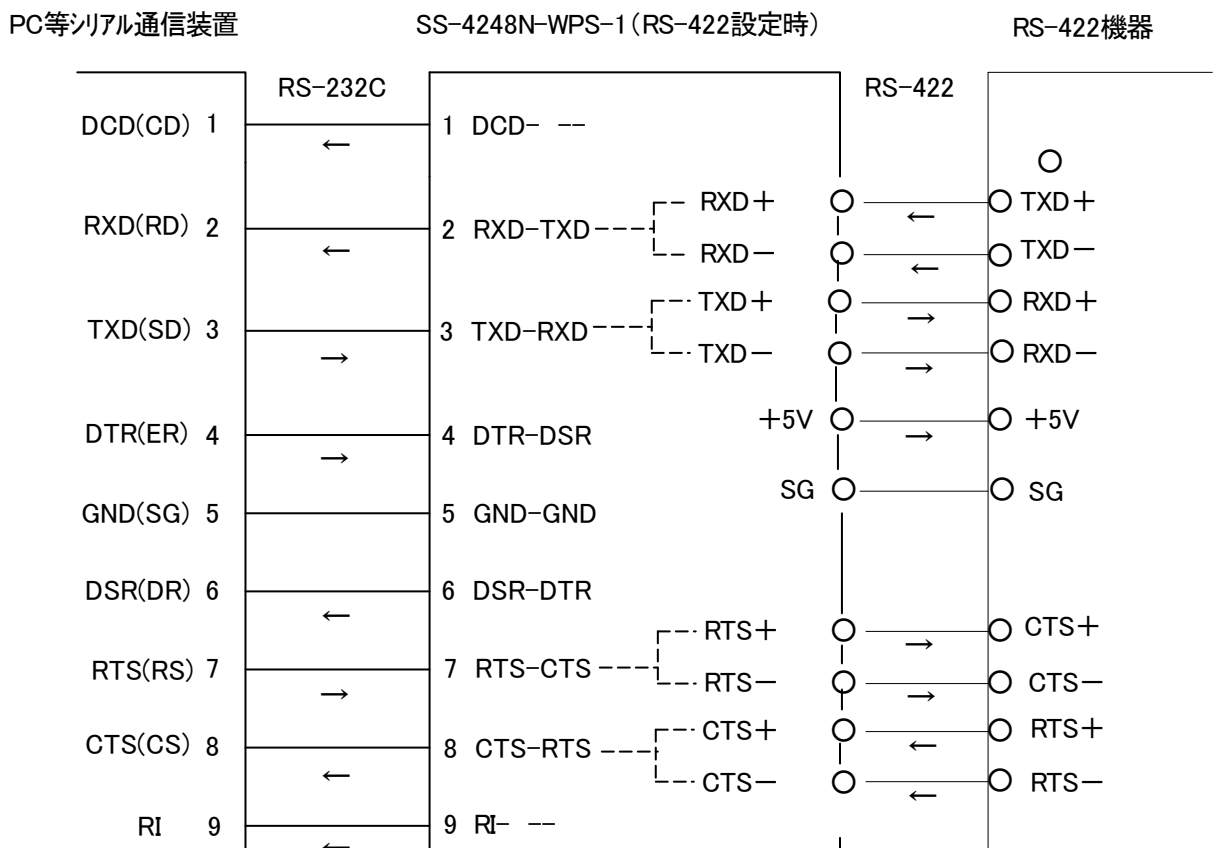 PC等シリアル通信装置 SS-4248N-WPS-1(RS-422設定時) RS-422機器
RS-232C RS-422
DCD(CD) 1 1 DCD- --
← 
RXD+ ← TXD+
RXD(RD) 2 2 RXD-TXD
← RXD- ← TXD-
TXD+ → RXD+
TXD(SD) 3 3 TXD-RXD
→ TXD- → RXD-
+5V → +5V
DTR(ER) 4 4 DTR-DSR
→
SG SG
GND(SG) 5 5 GND-GND
DSR(DR) 6 6 DSR-DTR
←
RTS+ → CTS+
RTS(RS) 7 7 RTS-CTS
→ RTS- → CTS-
CTS+ ← RTS+
CTS(CS) 8 8 CTS-RTS
← CTS- ← RTS-
RI 9 9 RI- --
←